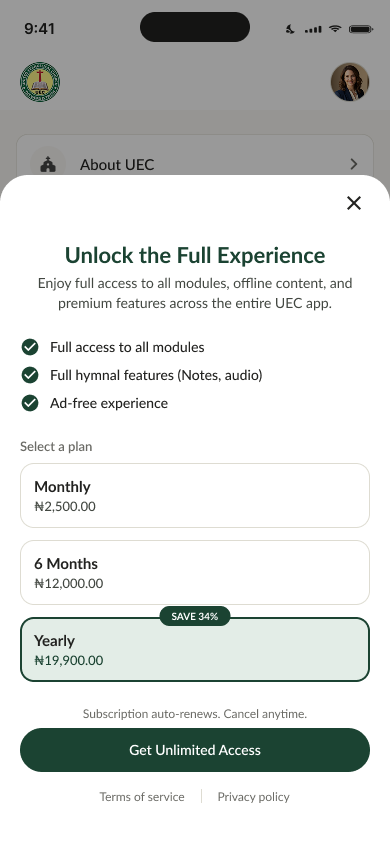 9:41
UEC
About UEC
Unlock the Full Experience
Enjoy full access to all modules, offline content, and
premium features across the entire UEC app.
Full access to all modules
Full hymnal features (Notes, audio)
Ad-free experience
Select a plan
Monthly
₦2,500.00
6 Months
₦12,000.00
SAVE 34%
Yearly
₦19,900.00
Subscription auto-renews. Cancel anytime.
Get Unlimited Access
Terms of service
Privacy policy